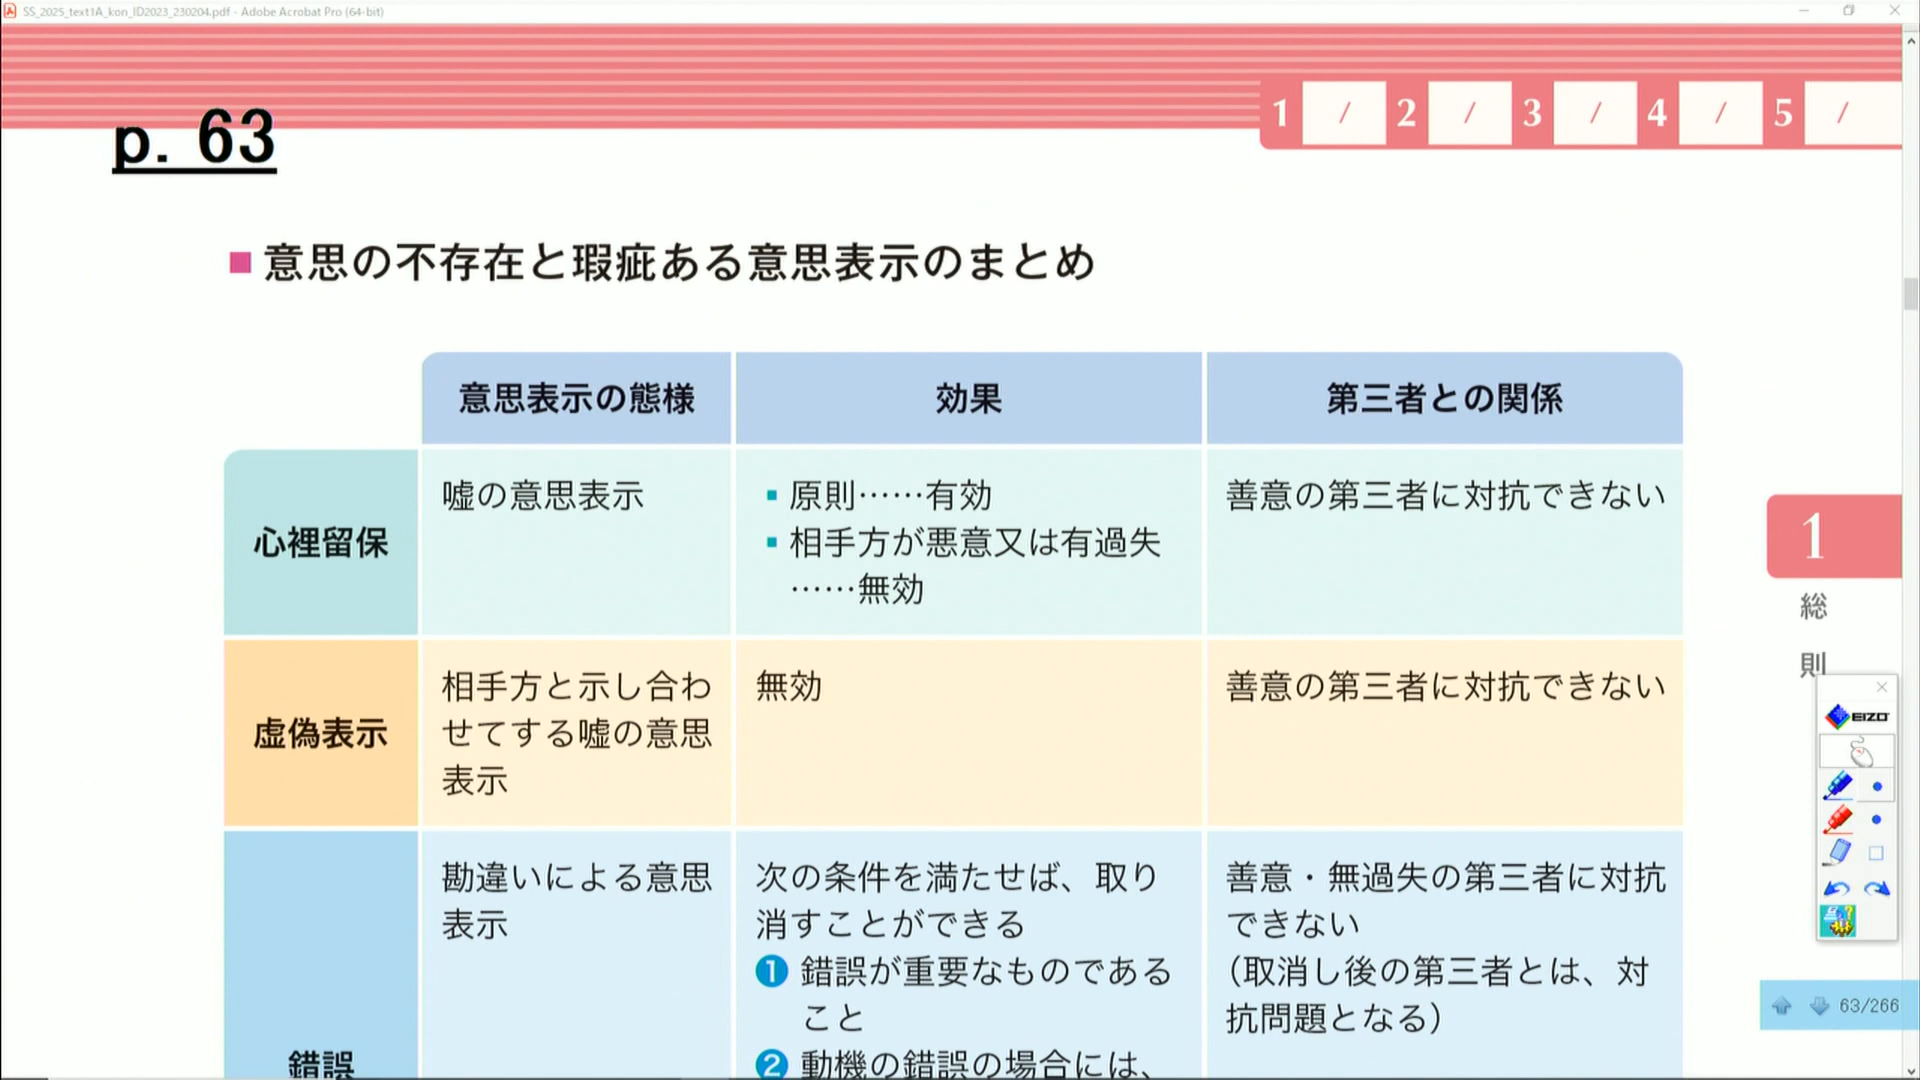 SS_2025_text1A_kon_ID2023_230204.pdf - Adobe Acrobat Pro (64-bit)
1 / 2 / 3 / 4 / 5 /
p. 63
■意思の不存在と瑕疵ある意思表示のまとめ
意思表示の態様
効果
第三者との関係
心裡留保
嘘の意思表示
▪ 原則……有効
▪ 相手方が悪意又は有過失
……無効
善意の第三者に対抗できない
虚偽表示
相手方と示し合わ
せてする嘘の意思
表示
無効
善意の第三者に対抗できない
錯誤
勘違いによる意思
表示
次の条件を満たせば、取り
消すことができる
❶ 錯誤が重要なものである
こと
❷ 動機の錯誤の場合には、
善意・無過失の第三者に対抗
できない
（取消し後の第三者とは、対
抗問題となる）
1
総
則
EIZO
63/266